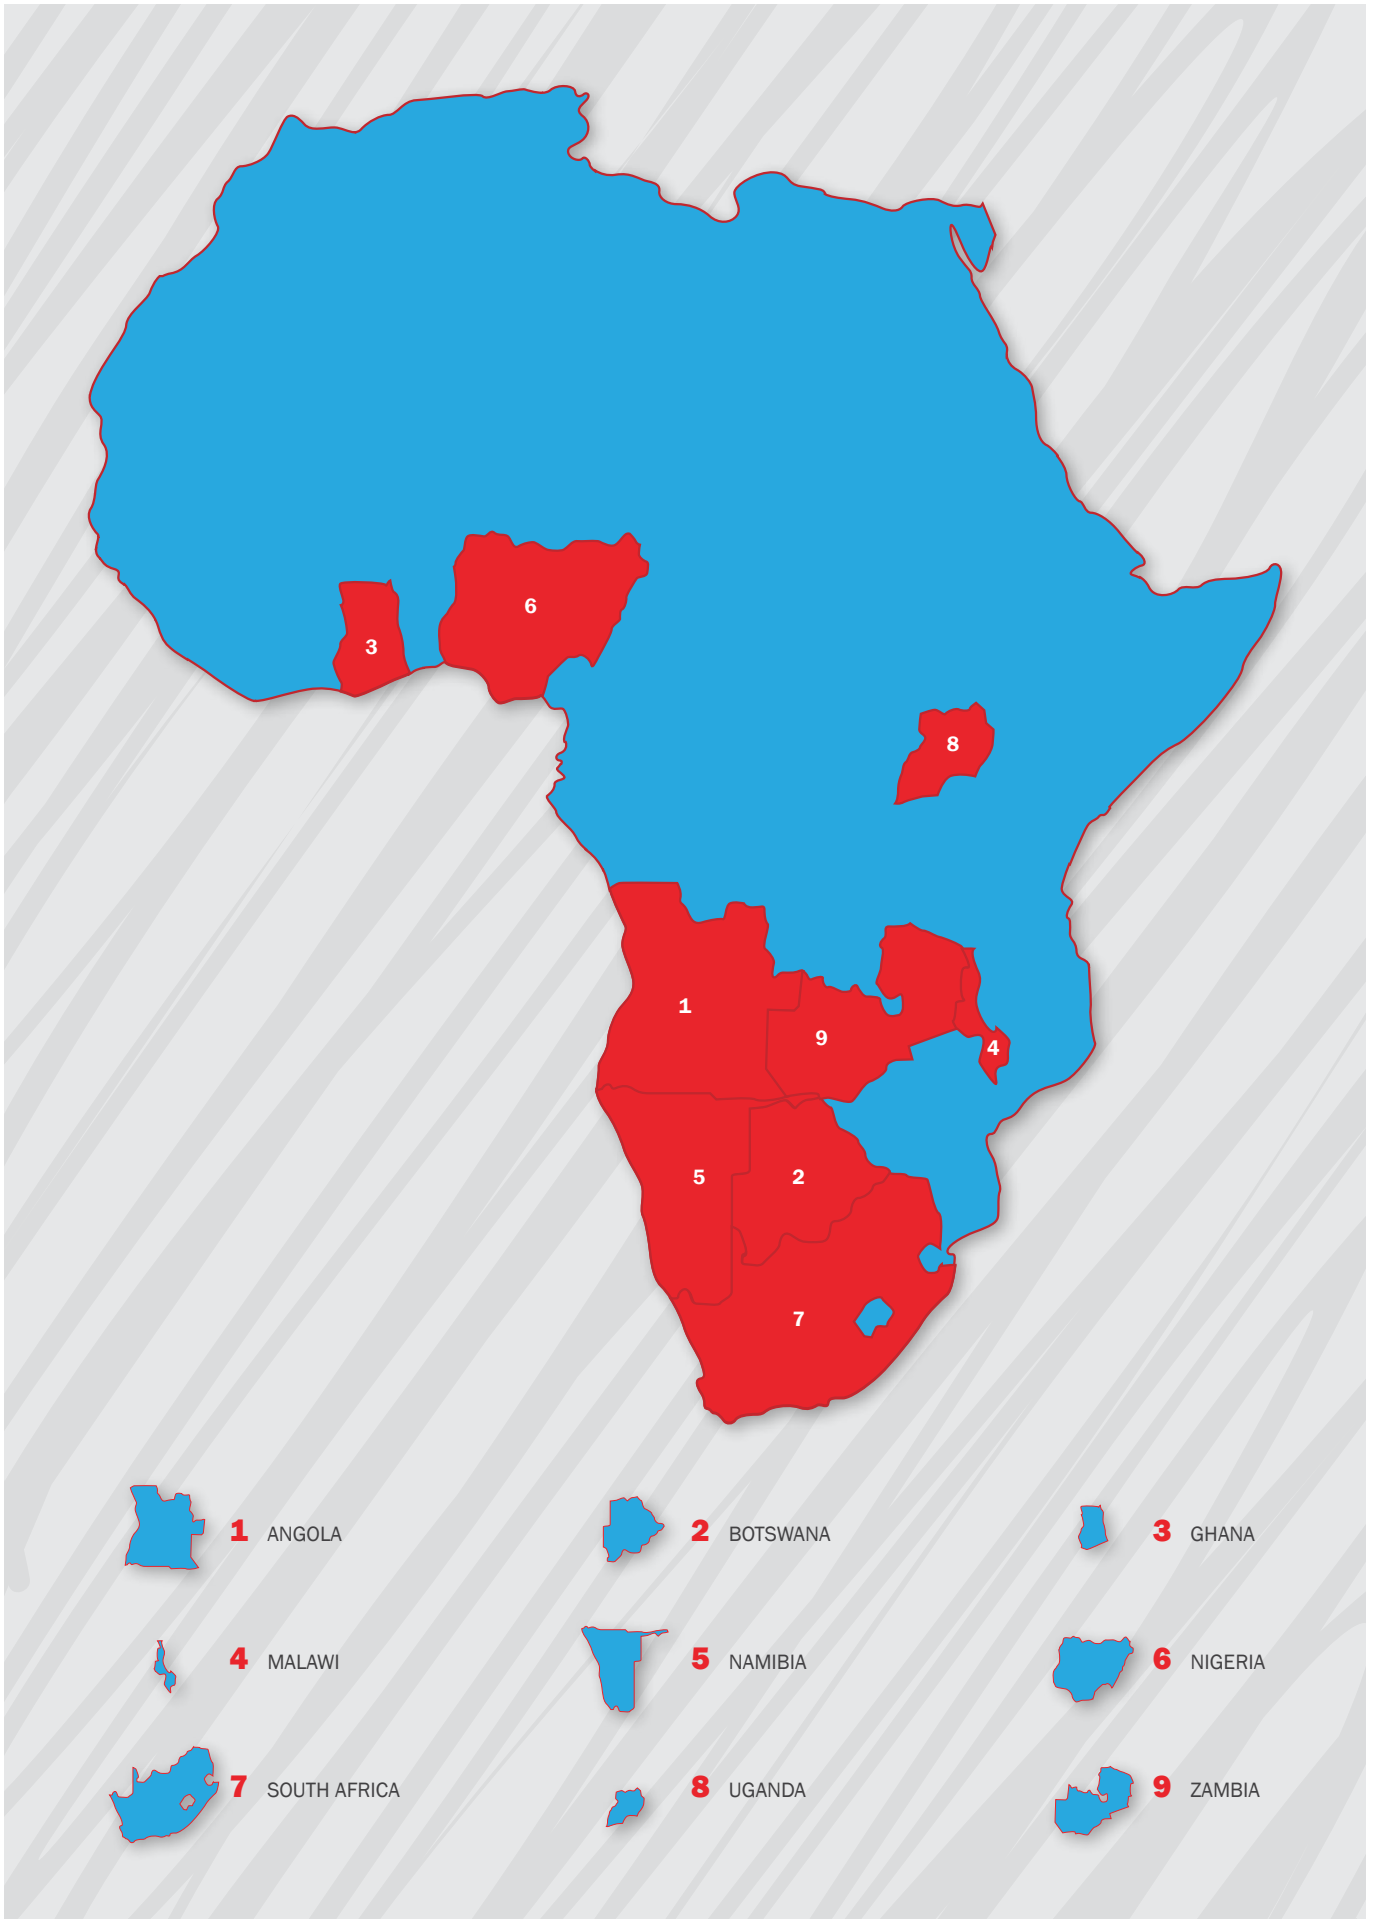 6
3
8
1
9
4
5
2
7
1 ANGOLA
2 BOTSWANA
3 GHANA
4 MALAWI
5 NAMIBIA
6 NIGERIA
7 SOUTH AFRICA
8 UGANDA
9 ZAMBIA